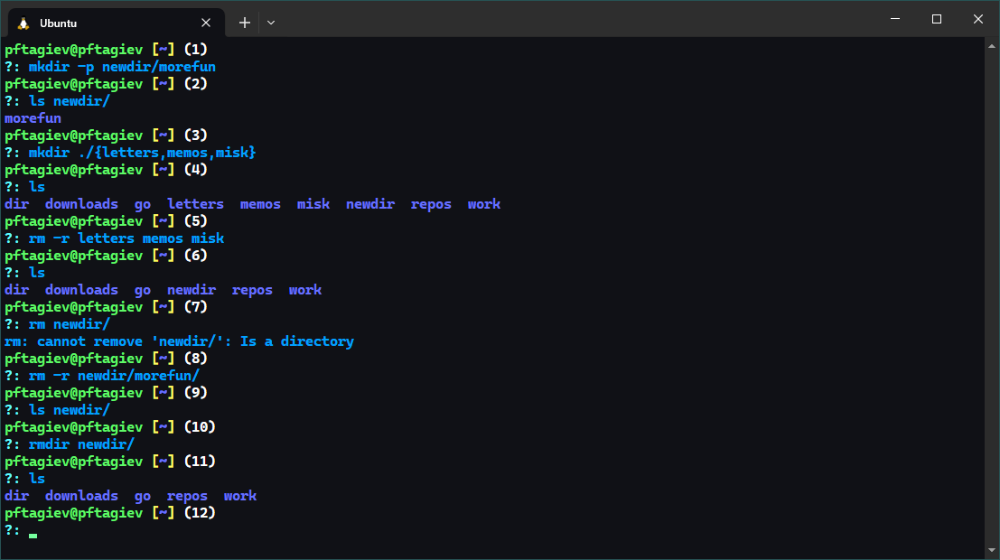 Ubuntu
pftagiev@pftagiev [~] (1)
?: mkdir -p newdir/morefun
pftagiev@pftagiev [~] (2)
?: ls newdir/
morefun
pftagiev@pftagiev [~] (3)
?: mkdir ./{letters,memos,misk}
pftagiev@pftagiev [~] (4)
?: ls
dir  downloads  go  letters  memos  misk  newdir  repos  work
pftagiev@pftagiev [~] (5)
?: rm -r letters memos misk
pftagiev@pftagiev [~] (6)
?: ls
dir  downloads  go  newdir  repos  work
pftagiev@pftagiev [~] (7)
?: rm newdir/
rm: cannot remove 'newdir/': Is a directory
pftagiev@pftagiev [~] (8)
?: rm -r newdir/morefun/
pftagiev@pftagiev [~] (9)
?: ls newdir/
pftagiev@pftagiev [~] (10)
?: rmdir newdir/
pftagiev@pftagiev [~] (11)
?: ls
dir  downloads  go  repos  work
pftagiev@pftagiev [~] (12)
?: